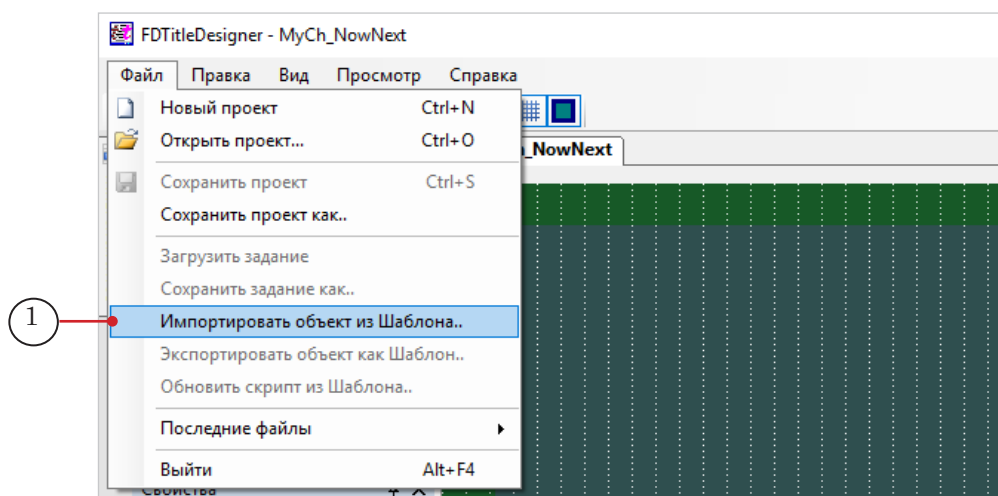 FDTitleDesigner - MyCh_NowNext
Файл Правка Вид Просмотр Справка
Новый проект Ctrl+N
Открыть проект... Ctrl+O
_NowNext
Сохранить проект Ctrl+S
Сохранить проект как..
Загрузить задание
Сохранить задание как..
1 Импортировать объект из Шаблона..
Экспортировать объект как Шаблон..
Обновить скрипт из Шаблона..
Последние файлы
Выйти Alt+F4
Свойства